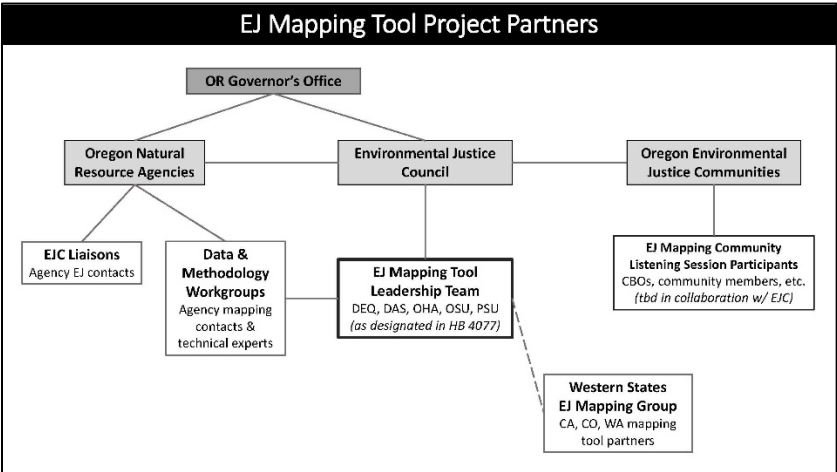 EJ Mapping Tool Project Partners
OR Governor's Office
Oregon Natural
Resource Agencies
Environmental Justice
Council
Oregon Environmental
Justice Communities
EJC Liaisons
Agency EJ contacts
Data &
Methodology
Workgroups
Agency mapping
contacts &
technical experts
EJ Mapping Tool
Leadership Team
DEQ, DAS, OHA, OSU, PSU
(as designated in HB 4077)
EJ Mapping Community
Listening Session Participants
CBOs, community members, etc.
(tbd in collaboration w/ EJC)
Western States
EJ Mapping Group
CA, CO, WA mapping
tool partners